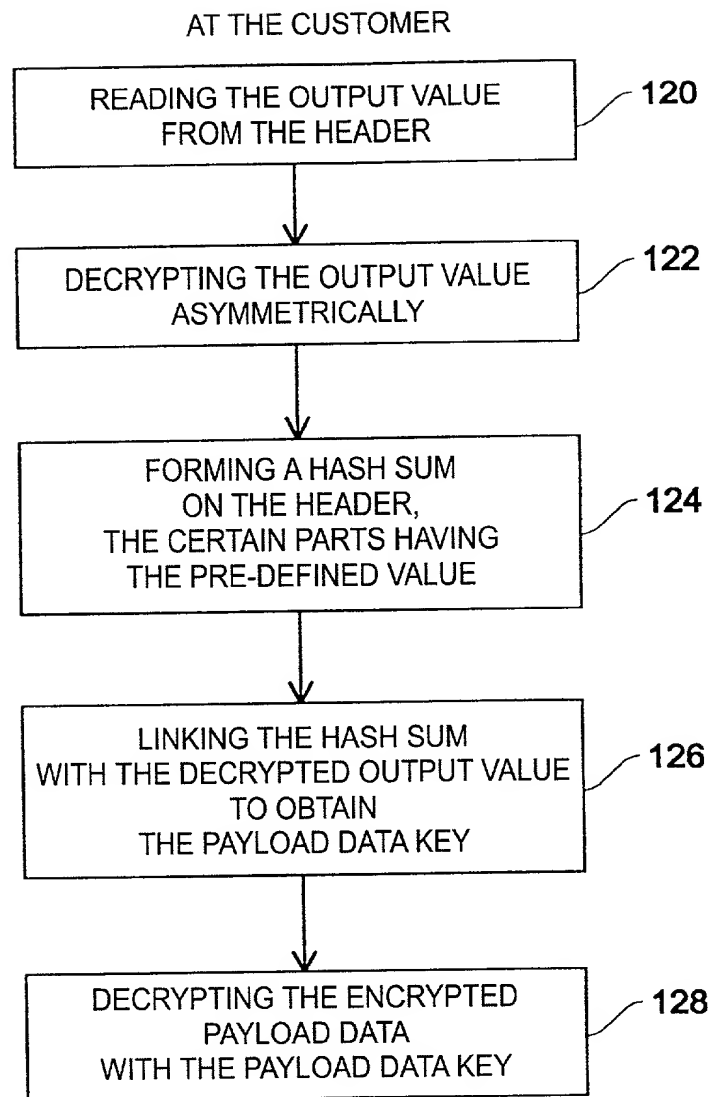 AT THE CUSTOMER
READING THE OUTPUT VALUE
FROM THE HEADER
120
DECRYPTING THE OUTPUT VALUE
ASYMMETRICALLY
122
FORMING A HASH SUM
ON THE HEADER,
THE CERTAIN PARTS HAVING
THE PRE-DEFINED VALUE
124
LINKING THE HASH SUM
WITH THE DECRYPTED OUTPUT VALUE
TO OBTAIN
THE PAYLOAD DATA KEY
126
DECRYPTING THE ENCRYPTED
PAYLOAD DATA
WITH THE PAYLOAD DATA KEY
128